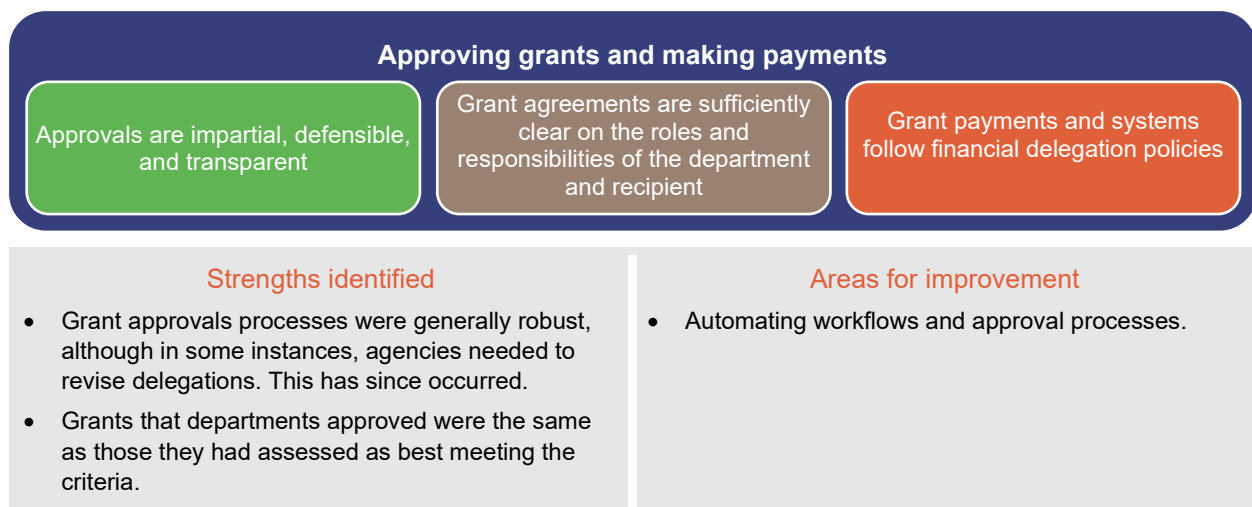 Approving grants and making payments
Approvals are impartial, defensible,
and transparent
Grant agreements are sufficiently
clear on the roles and
responsibilities of the department
and recipient
Grant payments and systems
follow financial delegation policies
Strengths identified
• Grant approvals processes were generally robust,
although in some instances, agencies needed to
revise delegations. This has since occurred.
• Grants that departments approved were the same
as those they had assessed as best meeting the
criteria.
Areas for improvement
• Automating workflows and approval processes.